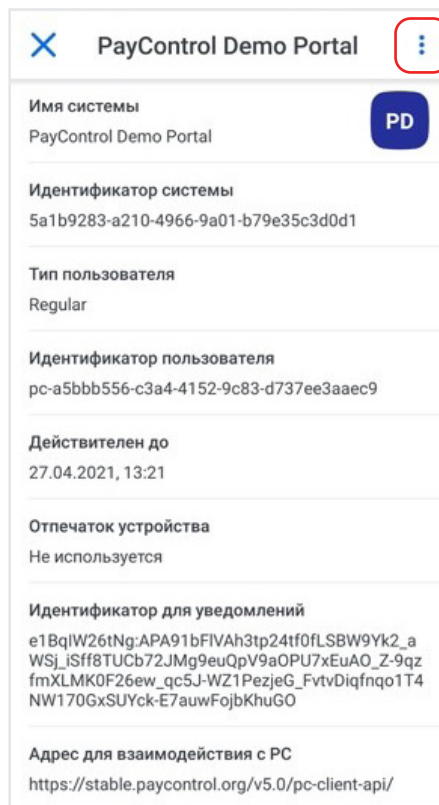 PayControl Demo Portal
Имя системы
PayControl Demo Portal
PD
Идентификатор системы
5a1b9283-a210-4966-9a01-b79e35c3d0d1
Тип пользователя
Regular
Идентификатор пользователя
pc-a5bbb556-c3a4-4152-9c83-d737ee3aaec9
Действителен до
27.04.2021, 13:21
Отпечаток устройства
Не используется
Идентификатор для уведомлений
e1BqIW26tNg:APA91bFlVAh3tp24tf0fLSBW9Yk2_a
WSj_iSff8TUCb72JMg9euQpV9aOPU7xEuAO_Z-9qz
fmXLMK0F26ew_qc5J-WZ1PezjeG_FvtvDiqfnqo1T4
NW170GxSUYck-E7auwFojbKhuGO
Адрес для взаимодействия с PC
https://stable.paycontrol.org/v5.0/pc-client-api/